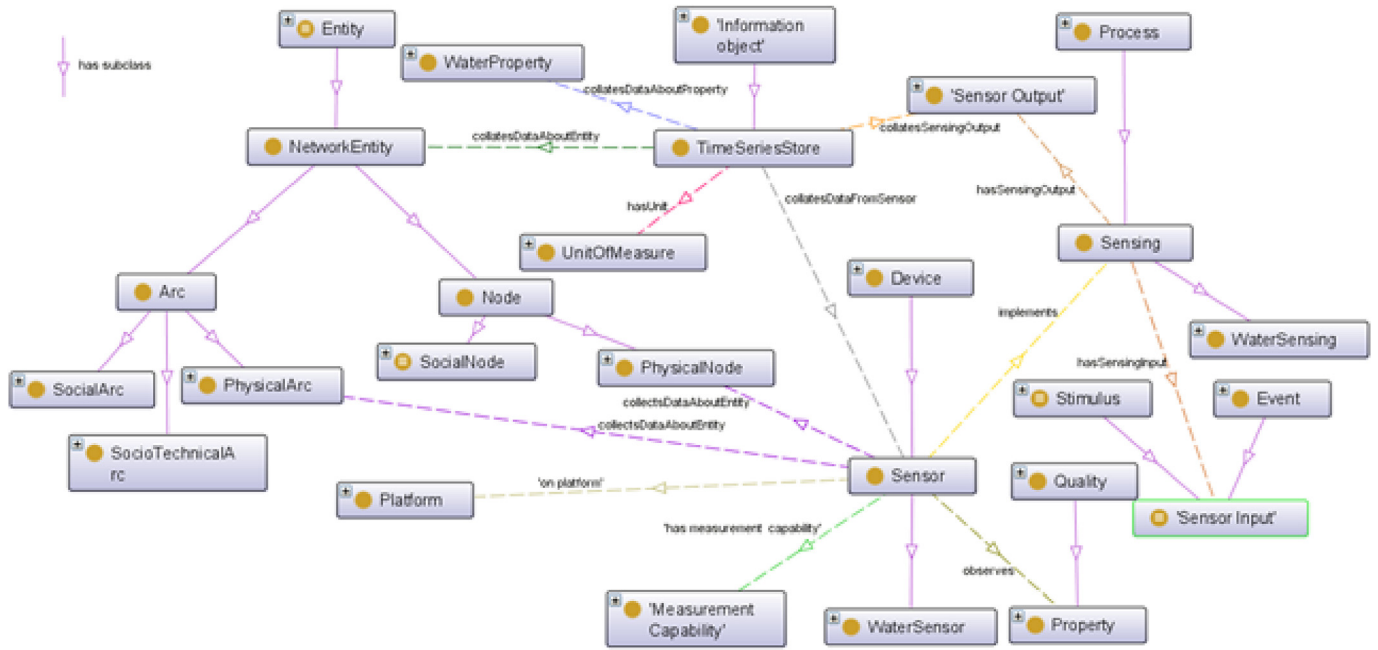 Entity
'Information
object'
Process
has subclass
WaterProperty
collatesDataAboutProperty
'Sensor Output'
collatesSensingOutput
collatesDataAboutEntity
NetworkEntity
TimeSeriesStore
hasUnit
collatesDataFromSensor
hasSensingOutput
UnitOfMeasure
Sensing
Arc
Node
Device
implements
WaterSensing
SocialNode
PhysicalNode
hasSensingInput
SocialArc
PhysicalArc
collectsDataAboutEntity
Stimulus
Event
collectsDataAboutEntity
SocioTechnicalA
rc
Sensor
Quality
Platform
'on platform'
'Sensor Input'
'has measurement capability'
observes
'Measurement
Capability'
WaterSensor
Property